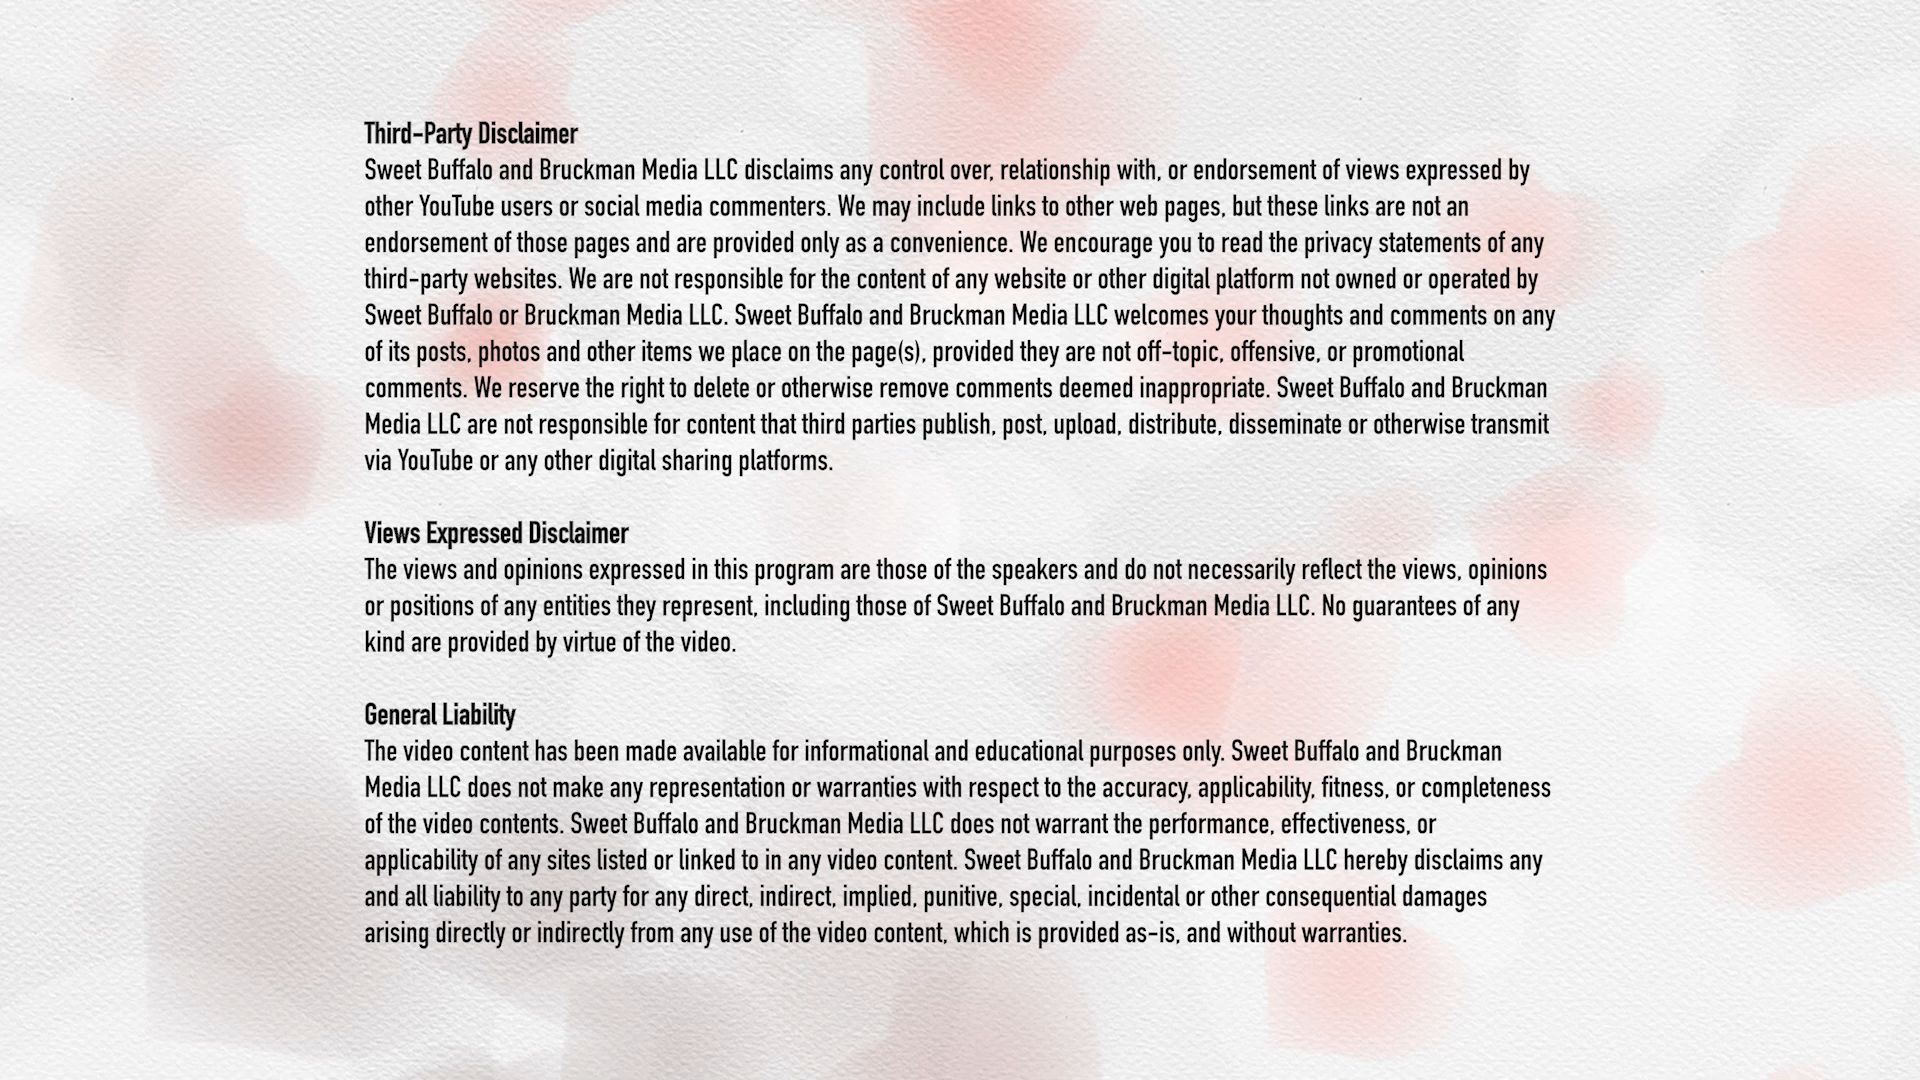 Third-Party Disclaimer
Sweet Buffalo and Bruckman Media LLC disclaims any control over, relationship with, or endorsement of views expressed by
other YouTube users or social media commenters. We may include links to other web pages, but these links are not an
endorsement of those pages and are provided only as a convenience. We encourage you to read the privacy statements of any
third-party websites. We are not responsible for the content of any website or other digital platform not owned or operated by
Sweet Buffalo or Bruckman Media LLC. Sweet Buffalo and Bruckman Media LLC welcomes your thoughts and comments on any
of its posts, photos and other items we place on the page(s), provided they are not off-topic, offensive, or promotional
comments. We reserve the right to delete or otherwise remove comments deemed inappropriate. Sweet Buffalo and Bruckman
Media LLC are not responsible for content that third parties publish, post, upload, distribute, disseminate or otherwise transmit
via YouTube or any other digital sharing platforms.
Views Expressed Disclaimer
The views and opinions expressed in this program are those of the speakers and do not necessarily reflect the views, opinions
or positions of any entities they represent, including those of Sweet Buffalo and Bruckman Media LLC. No guarantees of any
kind are provided by virtue of the video.
General Liability
The video content has been made available for informational and educational purposes only. Sweet Buffalo and Bruckman
Media LLC does not make any representation or warranties with respect to the accuracy, applicability, fitness, or completeness
of the video contents. Sweet Buffalo and Bruckman Media LLC does not warrant the performance, effectiveness, or
applicability of any sites listed or linked to in any video content. Sweet Buffalo and Bruckman Media LLC hereby disclaims any
and all liability to any party for any direct, indirect, implied, punitive, special, incidental or other consequential damages
arising directly or indirectly from any use of the video content, which is provided as-is, and without warranties.